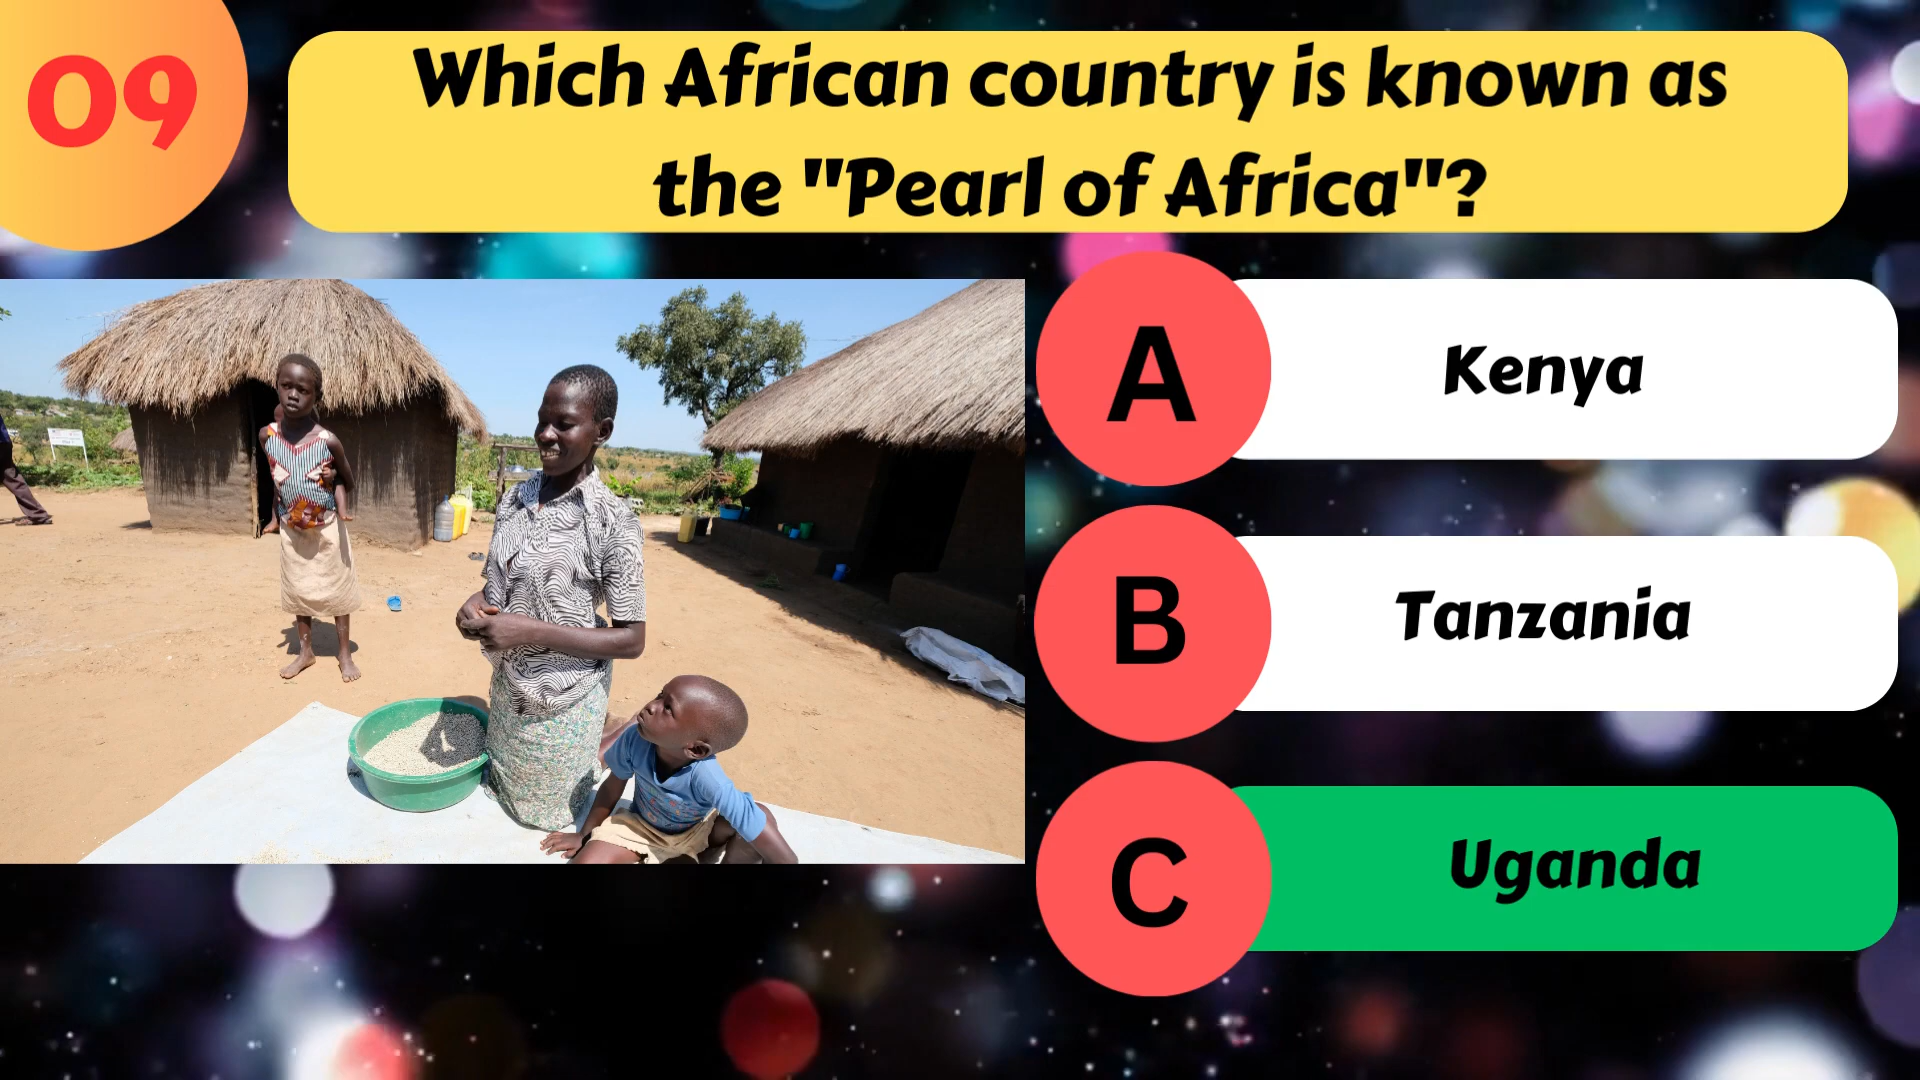 09
Which African country is known as
the "Pearl of Africa"?
A
Kenya
B
Tanzania
C
Uganda